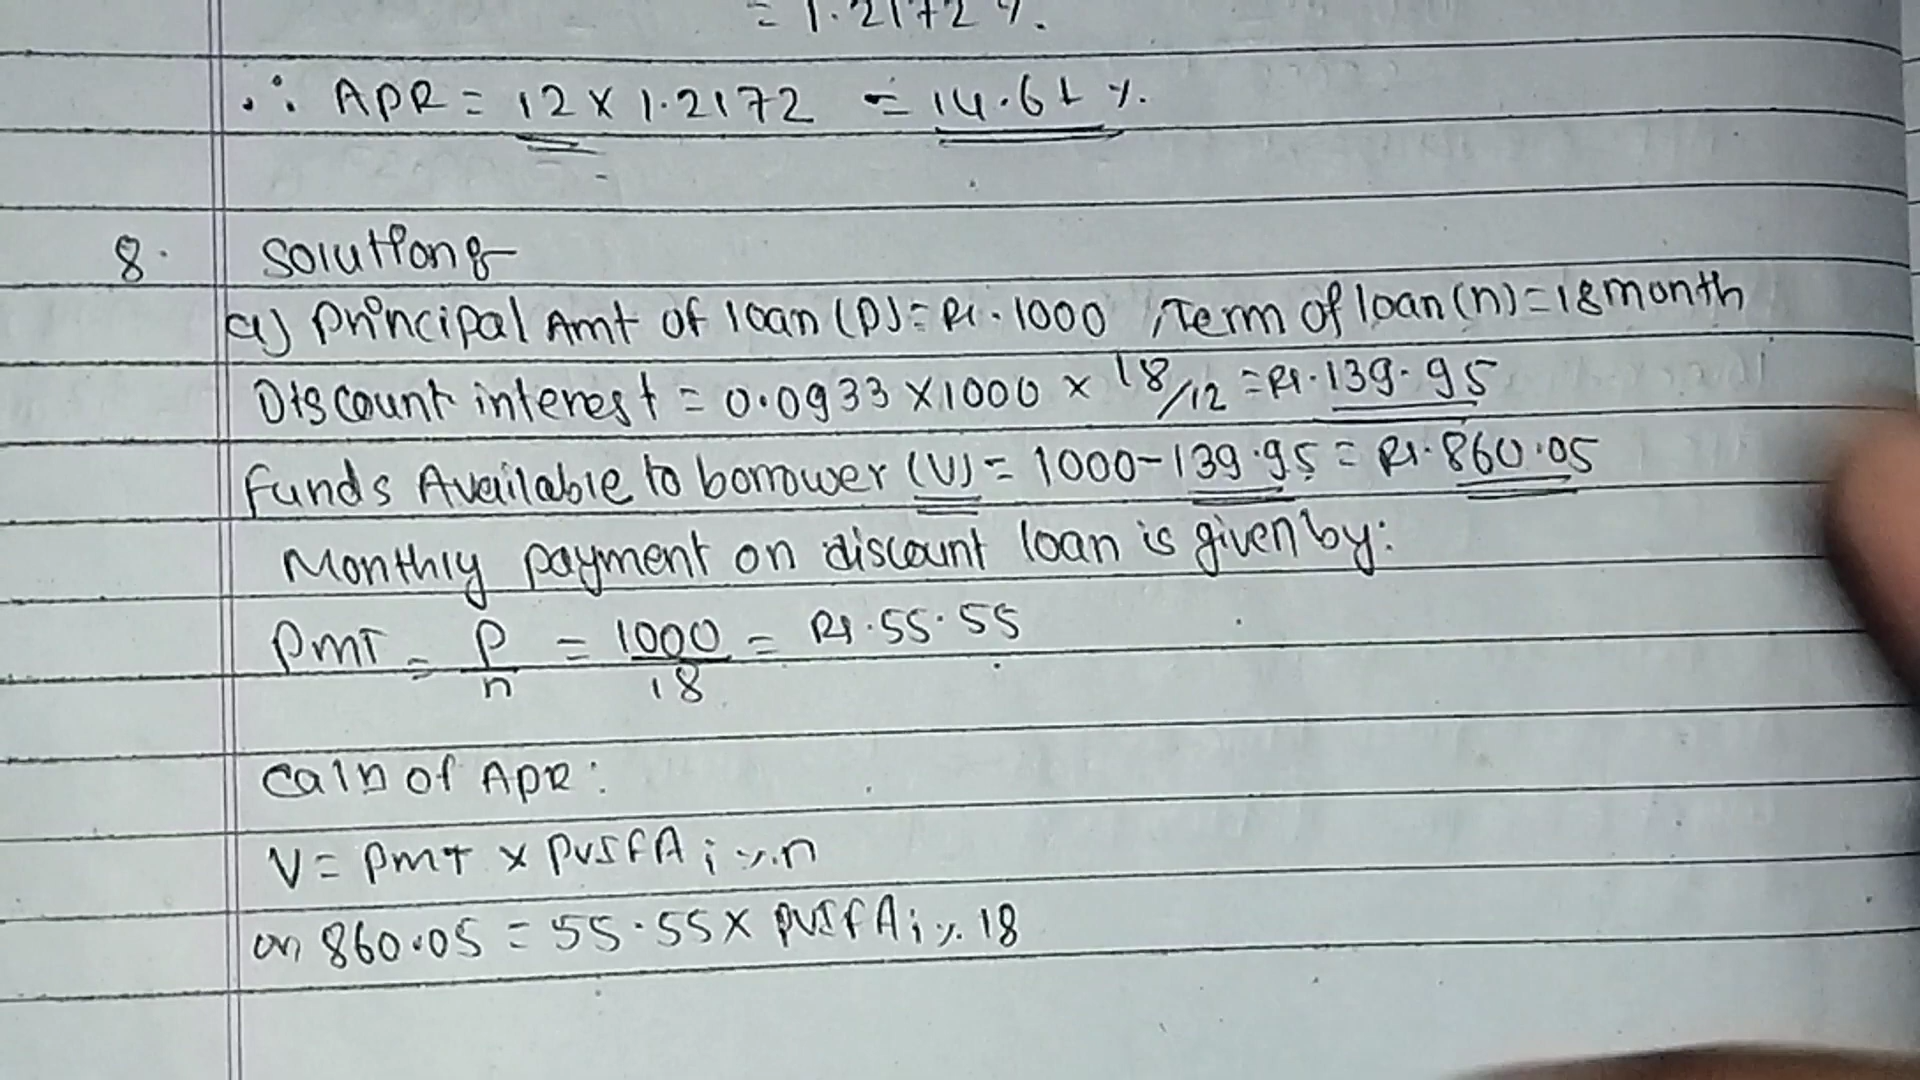 = 1.2172 %.
∴ APR = 12 × 1.2172 = 14.61 %.
8. Solution:-
a) Principal Amt of loan (P) = Rs. 1000, Term of loan (n) = 18 month
Discount interest = 0.0933 × 1000 × 18/12 = Rs. 139.95
Funds Available to borrower (V) = 1000 - 139.95 = Rs. 860.05
Monthly payment on discount loan is given by:
PMT = P/n = 1000/18 = Rs. 55.55
Caln of APR:
V = PMT × PVIFA i%.n
or 860.05 = 55.55 × PVIFA i%. 18